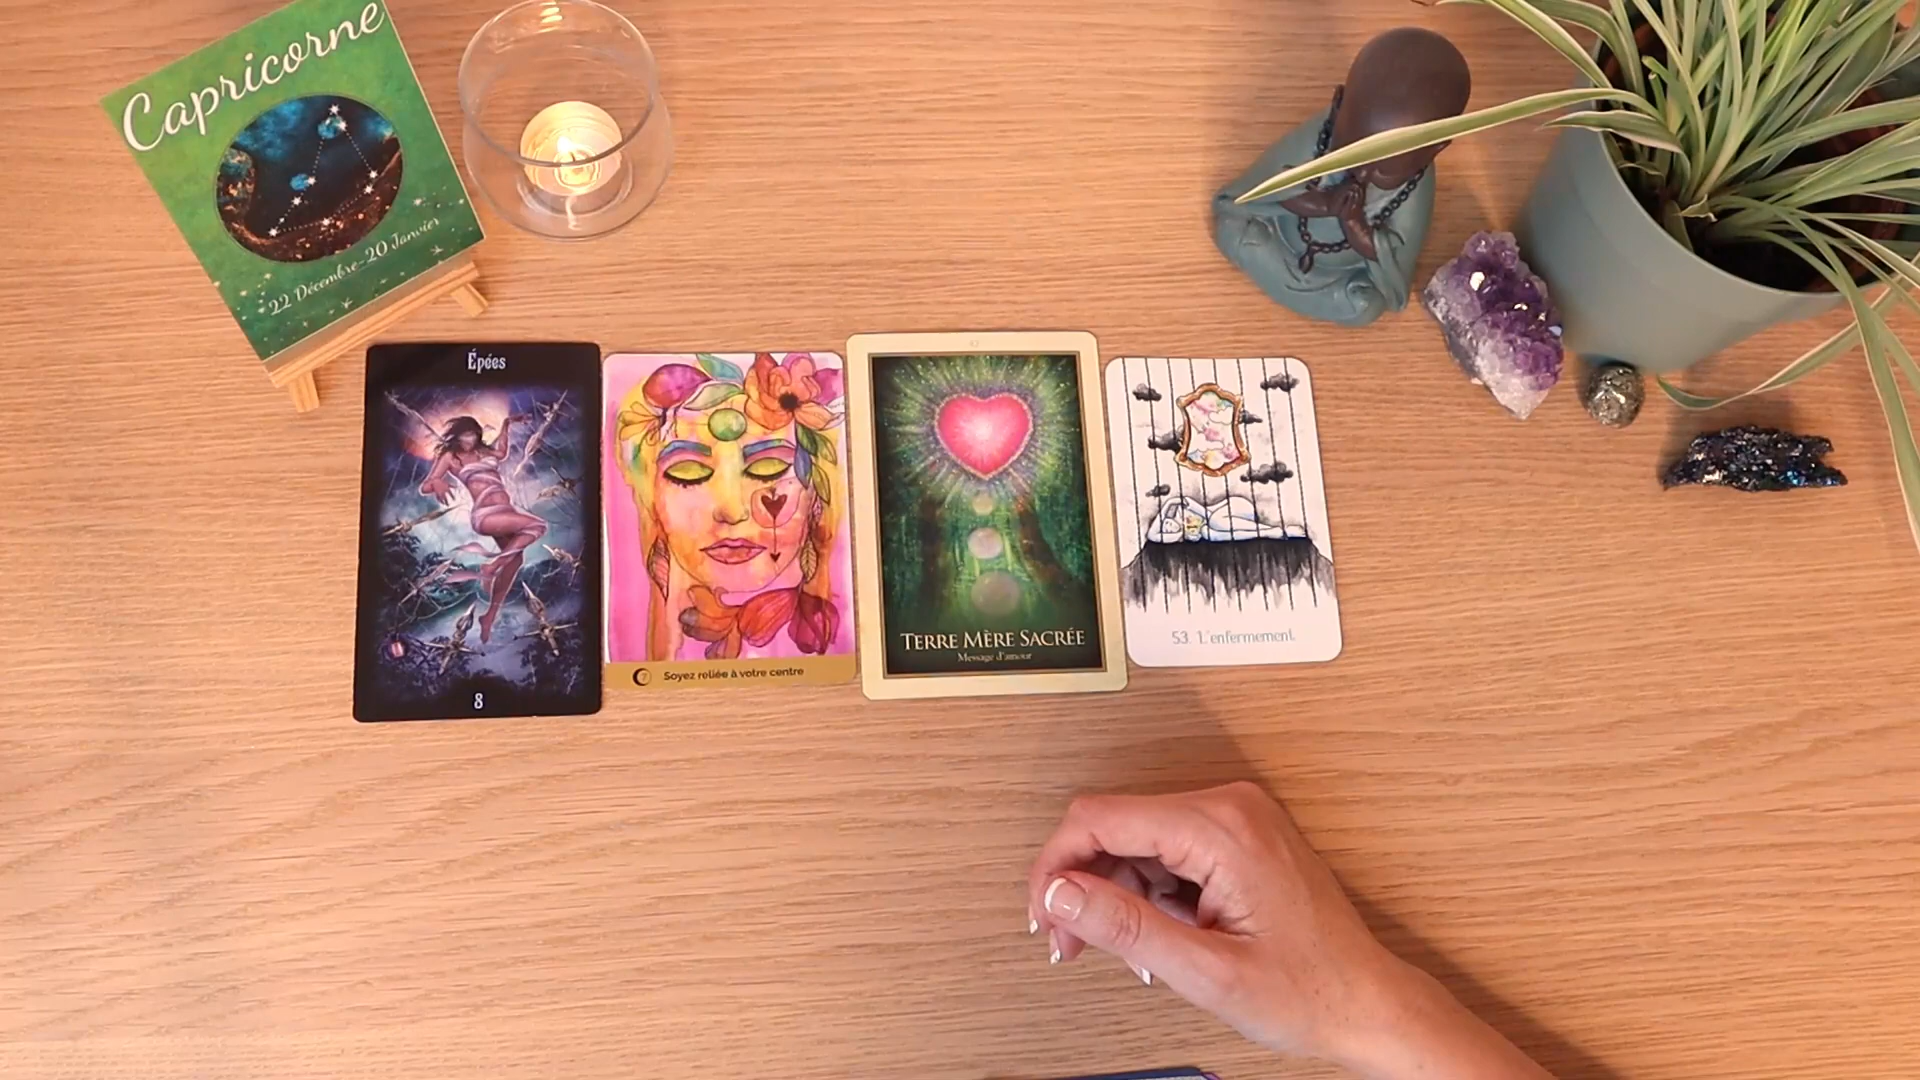 Capricorne
22 Décembre-20 Janvier
Épées
8
Soyez reliée à votre centre
TERRE MÈRE SACRÉE
Message d'amour
53. L'enfermement.